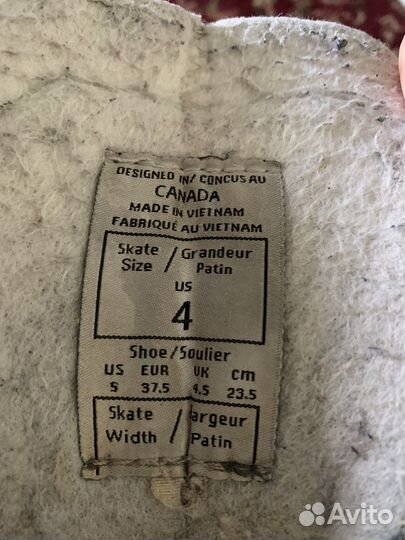 DESIGNED IN/ CONCUS AU
CANADA
MADE IN VIETNAM
FABRIQUÉ AU VIETNAM
Skate / Grandeur
Size / Patin
US
4
Shoe/Soulier
US EUR UK cm
5 37.5 4.5 23.5
Skate / argeur
Width / Patin
Avito